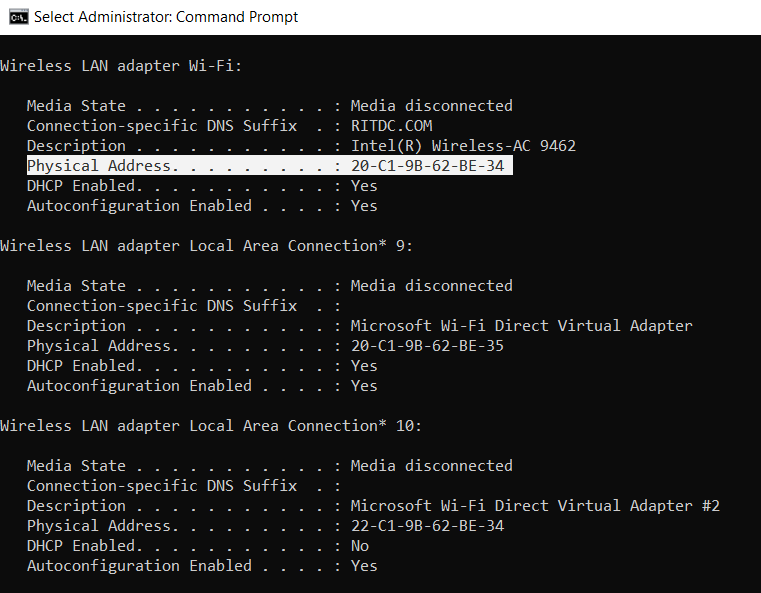 Select Administrator: Command Prompt
Wireless LAN adapter Wi-Fi:
Media State . . . . . . . . . . . : Media disconnected
Connection-specific DNS Suffix  . : RITDC.COM
Description . . . . . . . . . . . : Intel(R) Wireless-AC 9462
Physical Address. . . . . . . . . : 20-C1-9B-62-BE-34
DHCP Enabled. . . . . . . . . . . : Yes
Autoconfiguration Enabled . . . . : Yes
Wireless LAN adapter Local Area Connection* 9:
Media State . . . . . . . . . . . : Media disconnected
Connection-specific DNS Suffix  . :
Description . . . . . . . . . . . : Microsoft Wi-Fi Direct Virtual Adapter
Physical Address. . . . . . . . . : 20-C1-9B-62-BE-35
DHCP Enabled. . . . . . . . . . . : Yes
Autoconfiguration Enabled . . . . : Yes
Wireless LAN adapter Local Area Connection* 10:
Media State . . . . . . . . . . . : Media disconnected
Connection-specific DNS Suffix  . :
Description . . . . . . . . . . . : Microsoft Wi-Fi Direct Virtual Adapter #2
Physical Address. . . . . . . . . : 22-C1-9B-62-BE-34
DHCP Enabled. . . . . . . . . . . : No
Autoconfiguration Enabled . . . . : Yes